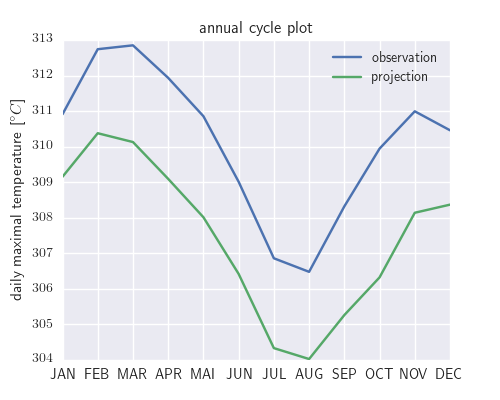 annual cycle plot
observation
projection
daily maximal temperature [°C]
313
312
311
310
309
308
307
306
305
304
JAN FEB MAR APR MAI JUN JUL AUG SEP OCT NOV DEC